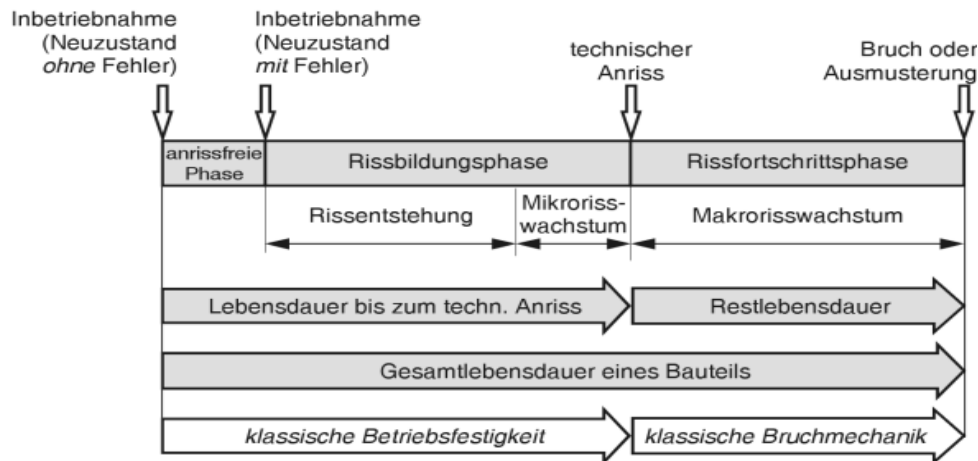 Inbetriebnahme
(Neuzustand
ohne Fehler)
Inbetriebnahme
(Neuzustand
mit Fehler)
technischer
Anriss
Bruch oder
Ausmusterung
anrissfreie
Phase
Rissbildungsphase
Rissfortschrittsphase
Rissentstehung
Mikroriss-
wachstum
Makrorisswachstum
Lebensdauer bis zum techn. Anriss
Restlebensdauer
Gesamtlebensdauer eines Bauteils
klassische Betriebsfestigkeit
klassische Bruchmechanik